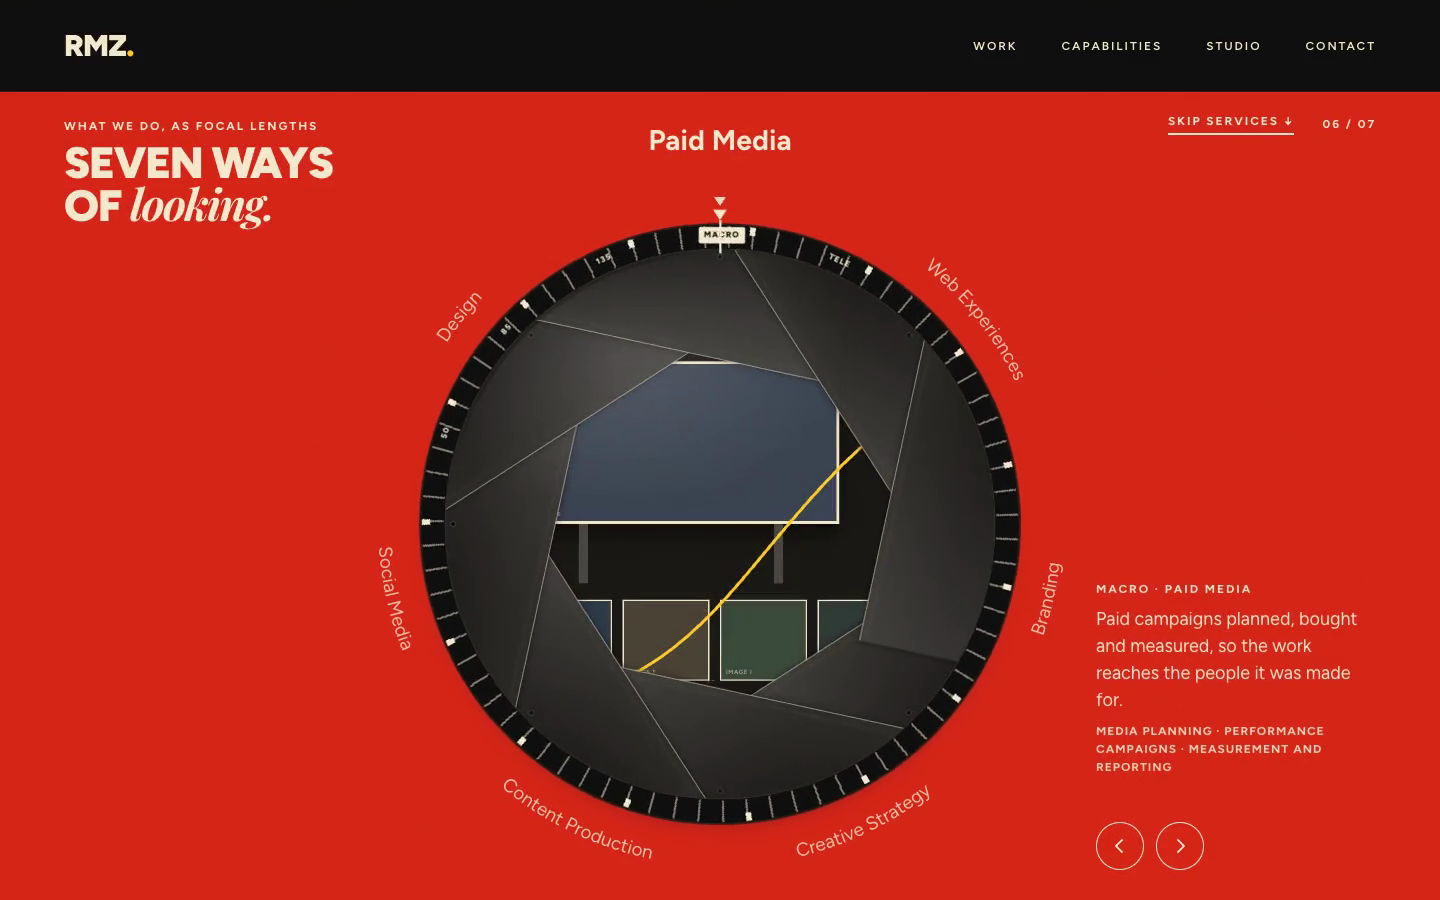 RMZ.
WORK
CAPABILITIES
STUDIO
CONTACT
WHAT WE DO, AS FOCAL LENGTHS
SEVEN WAYS
OF looking.
Paid Media
SKIP SERVICES ↓
06 / 07
MACRO
135
TELE
85
50
Design
Web Experiences
Social Media
Branding
Content Production
Creative Strategy
MACRO · PAID MEDIA
Paid campaigns planned, bought
and measured, so the work
reaches the people it was made
for.
MEDIA PLANNING · PERFORMANCE
CAMPAIGNS · MEASUREMENT AND
REPORTING